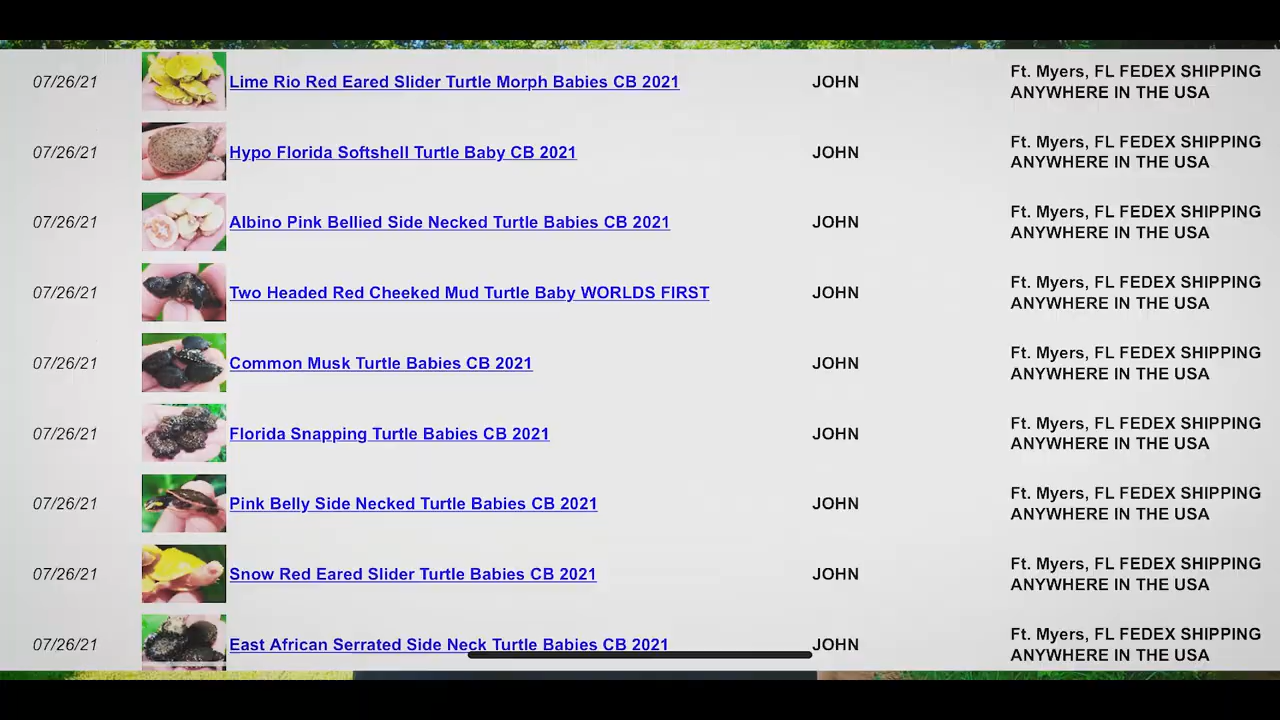 07/26/21 Lime Rio Red Eared Slider Turtle Morph Babies CB 2021 JOHN Ft. Myers, FL FEDEX SHIPPING
ANYWHERE IN THE USA
07/26/21 Hypo Florida Softshell Turtle Baby CB 2021 JOHN Ft. Myers, FL FEDEX SHIPPING
ANYWHERE IN THE USA
07/26/21 Albino Pink Bellied Side Necked Turtle Babies CB 2021 JOHN Ft. Myers, FL FEDEX SHIPPING
ANYWHERE IN THE USA
07/26/21 Two Headed Red Cheeked Mud Turtle Baby WORLDS FIRST JOHN Ft. Myers, FL FEDEX SHIPPING
ANYWHERE IN THE USA
07/26/21 Common Musk Turtle Babies CB 2021 JOHN Ft. Myers, FL FEDEX SHIPPING
ANYWHERE IN THE USA
07/26/21 Florida Snapping Turtle Babies CB 2021 JOHN Ft. Myers, FL FEDEX SHIPPING
ANYWHERE IN THE USA
07/26/21 Pink Belly Side Necked Turtle Babies CB 2021 JOHN Ft. Myers, FL FEDEX SHIPPING
ANYWHERE IN THE USA
07/26/21 Snow Red Eared Slider Turtle Babies CB 2021 JOHN Ft. Myers, FL FEDEX SHIPPING
ANYWHERE IN THE USA
07/26/21 East African Serrated Side Neck Turtle Babies CB 2021 JOHN Ft. Myers, FL FEDEX SHIPPING
ANYWHERE IN THE USA